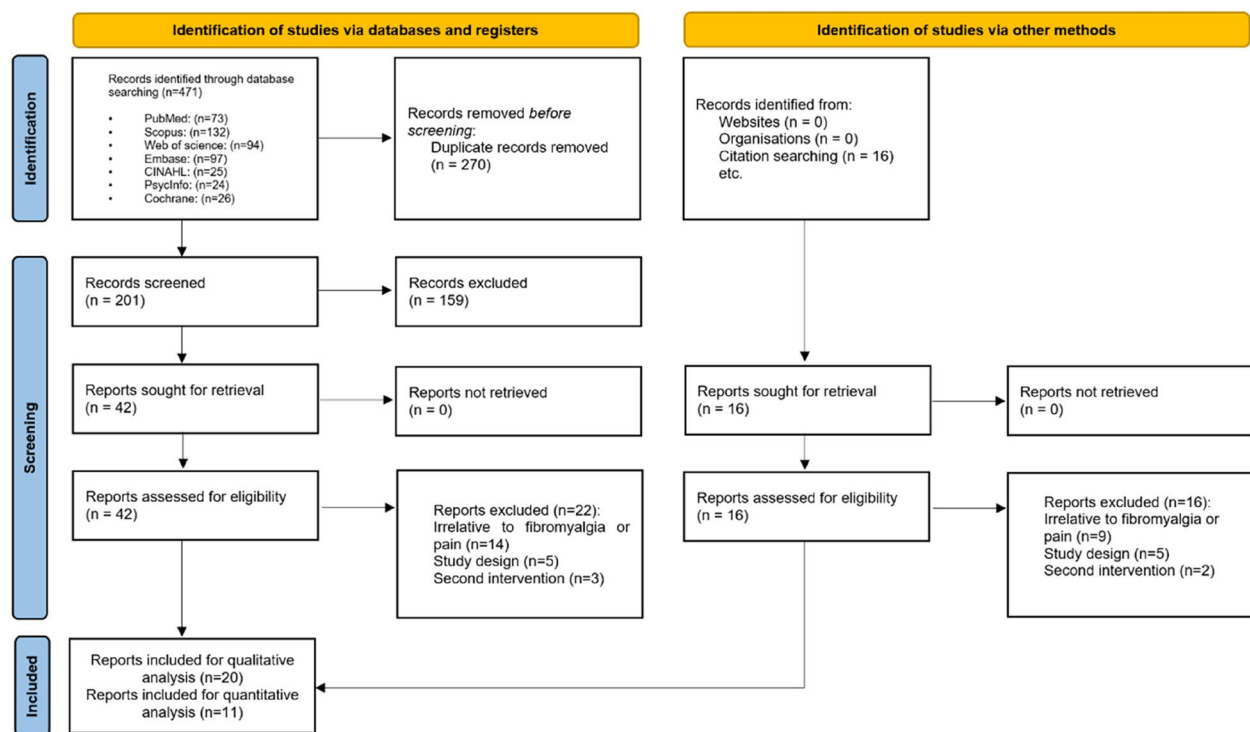 Identification of studies via databases and registers
Identification of studies via other methods
Identification
Records identified through database
searching (n=471)
• PubMed: (n=73)
• Scopus: (n=132)
• Web of science: (n=94)
• Embase: (n=97)
• CINAHL: (n=25)
• PsycInfo: (n=24)
• Cochrane: (n=26)
Records removed before
screening:
Duplicate records removed
(n = 270)
Records identified from:
Websites (n = 0)
Organisations (n = 0)
Citation searching (n = 16)
etc.
Screening
Records screened
(n = 201)
Records excluded
(n = 159)
Reports sought for retrieval
(n = 42)
Reports not retrieved
(n = 0)
Reports sought for retrieval
(n = 16)
Reports not retrieved
(n = 0)
Reports assessed for eligibility
(n = 42)
Reports excluded (n=22):
Irrelative to fibromyalgia or
pain (n=14)
Study design (n=5)
Second intervention (n=3)
Reports assessed for eligibility
(n = 16)
Reports excluded (n=16):
Irrelative to fibromyalgia or
pain (n=9)
Study design (n=5)
Second intervention (n=2)
Included
Reports included for qualitative
analysis (n=20)
Reports included for quantitative
analysis (n=11)